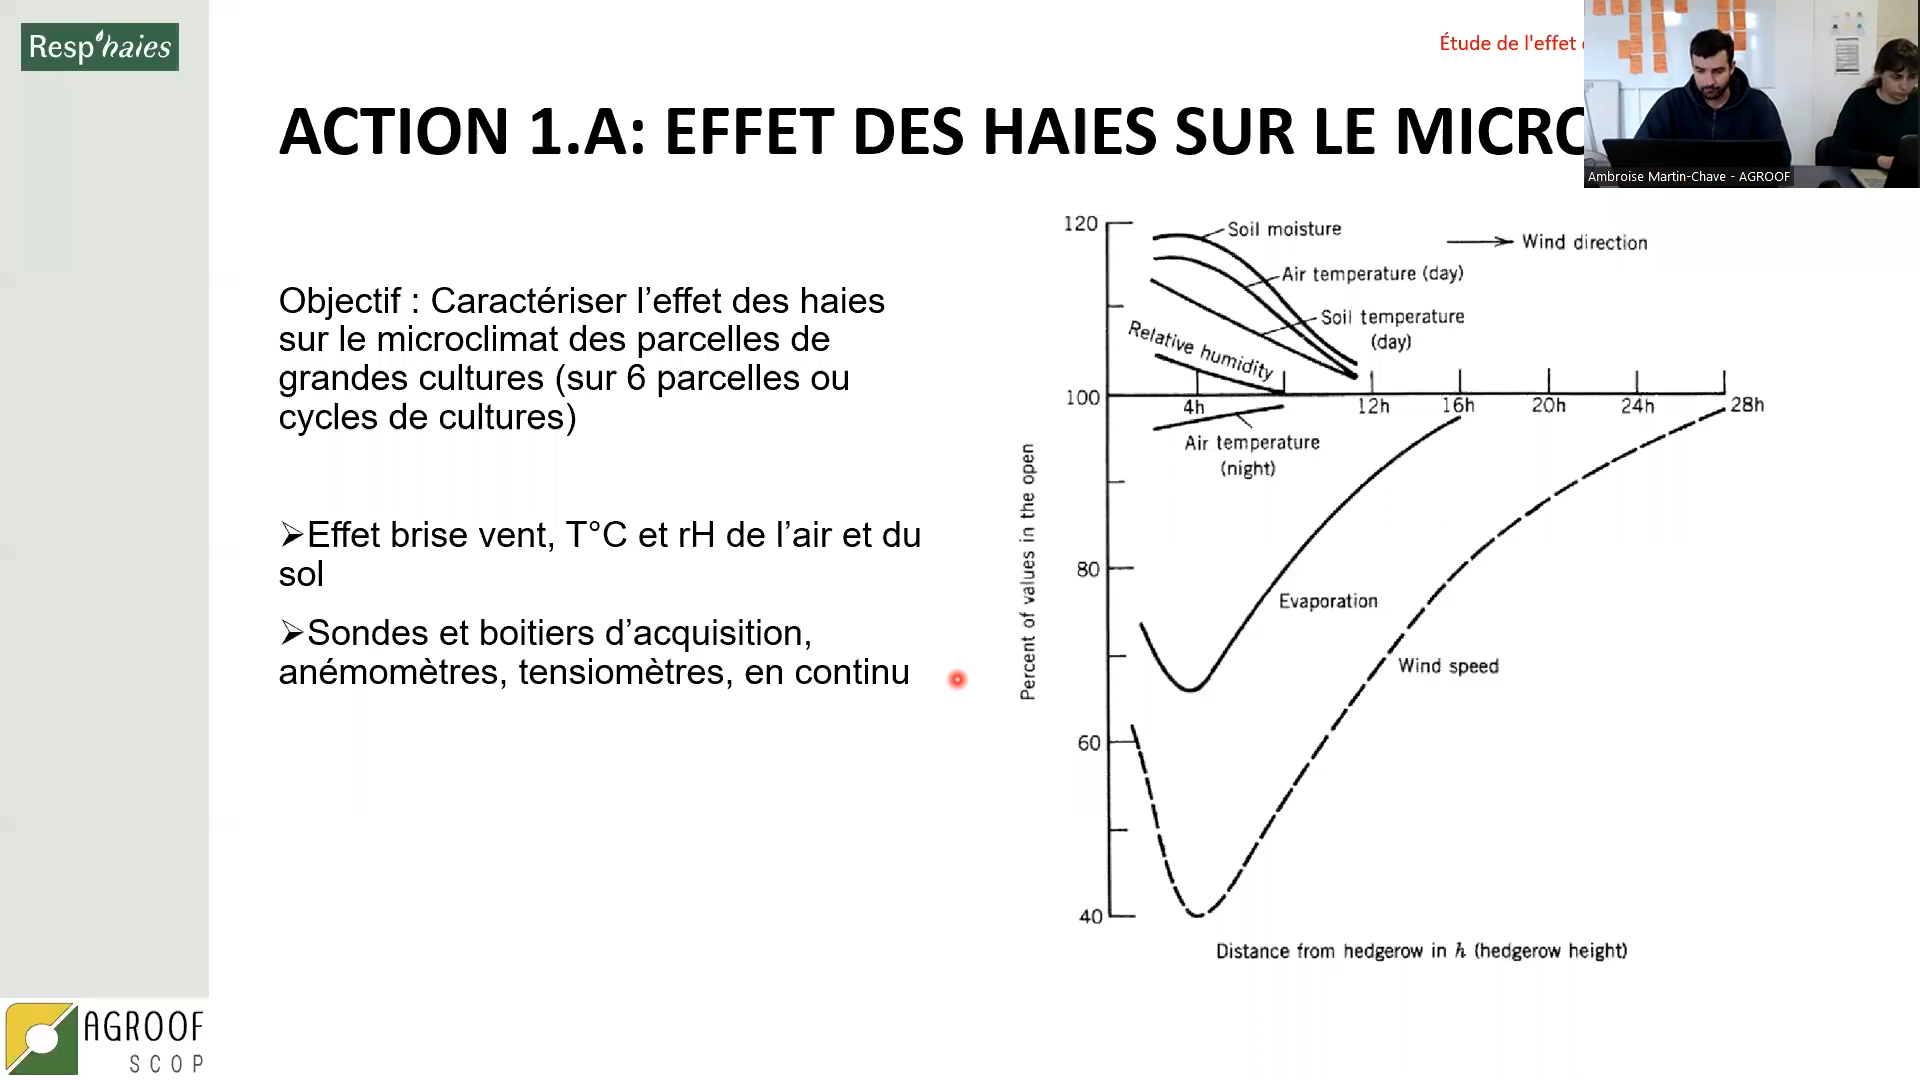 Resp'haies
Étude de l'effet
ACTION 1.A: EFFET DES HAIES SUR LE MICRO
Ambroise Martin-Chave - AGROOF
Objectif : Caractériser l’effet des haies
sur le microclimat des parcelles de
grandes cultures (sur 6 parcelles ou
cycles de cultures)
➢Effet brise vent, T°C et rH de l’air et du
sol
➢Sondes et boitiers d’acquisition,
anémomètres, tensiomètres, en continu
120
Soil moisture
Wind direction
Air temperature (day)
Soil temperature
(day)
Relative humidity
100
4h
12h
16h
20h
24h
28h
Air temperature
(night)
Percent of values in the open
80
Evaporation
Wind speed
60
40
Distance from hedgerow in h (hedgerow height)
AGROOF
SCOP